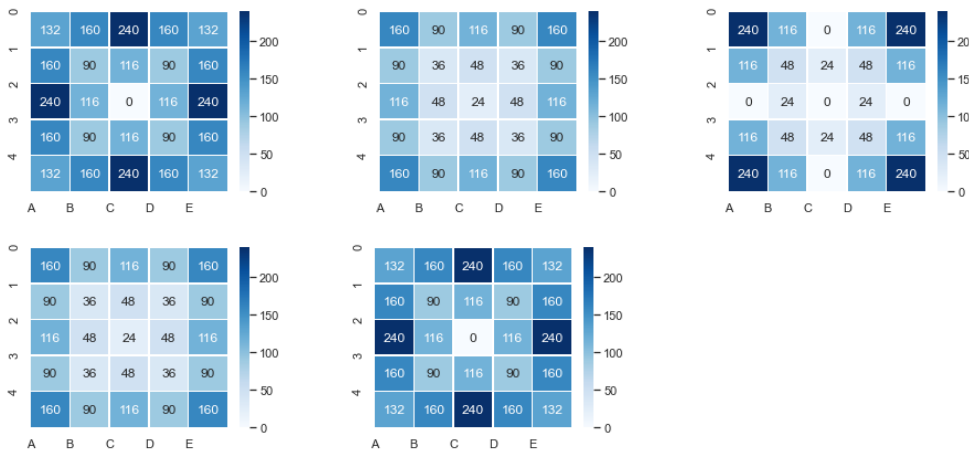 0 132 160 240 160 132 200
1 160 90 116 90 160 150
2 240 116 0 116 240 100
3 160 90 116 90 160 50
4 132 160 240 160 132 0
A B C D E
0 160 90 116 90 160 200
1 90 36 48 36 90 150
2 116 48 24 48 116 100
3 90 36 48 36 90 50
4 160 90 116 90 160 0
A B C D E
0 240 116 0 116 240 200
1 116 48 24 48 116 150
2 0 24 0 24 0 100
3 116 48 24 48 116 50
4 240 116 0 116 240 0
A B C D E
0 160 90 116 90 160 200
1 90 36 48 36 90 150
2 116 48 24 48 116 100
3 90 36 48 36 90 50
4 160 90 116 90 160 0
A B C D E
0 132 160 240 160 132 200
1 160 90 116 90 160 150
2 240 116 0 116 240 100
3 160 90 116 90 160 50
4 132 160 240 160 132 0
A B C D E